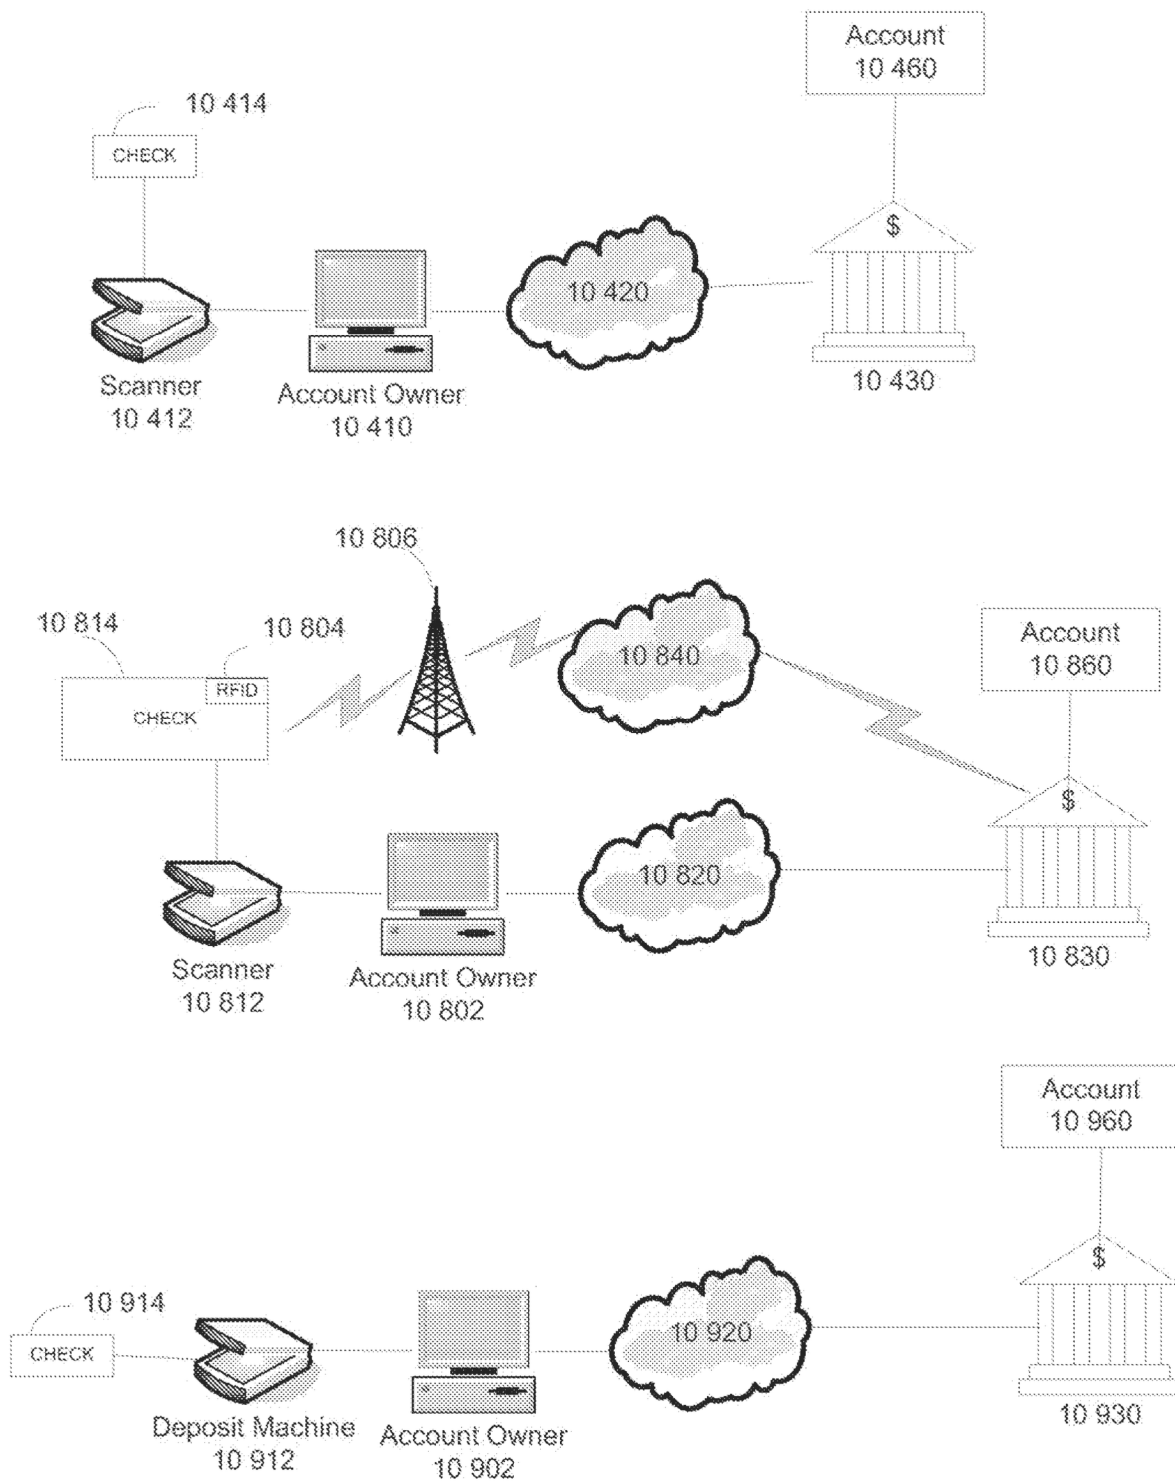 Account
10 460
10 414
CHECK
$
10 420
10 430
Scanner
10 412
Account Owner
10 410
10 806
10 814
10 804
RFID
CHECK
10 840
Account
10 860
$
10 820
10 830
Scanner
10 812
Account Owner
10 802
Account
10 960
$
10 914
CHECK
10 920
10 930
Deposit Machine
10 912
Account Owner
10 902